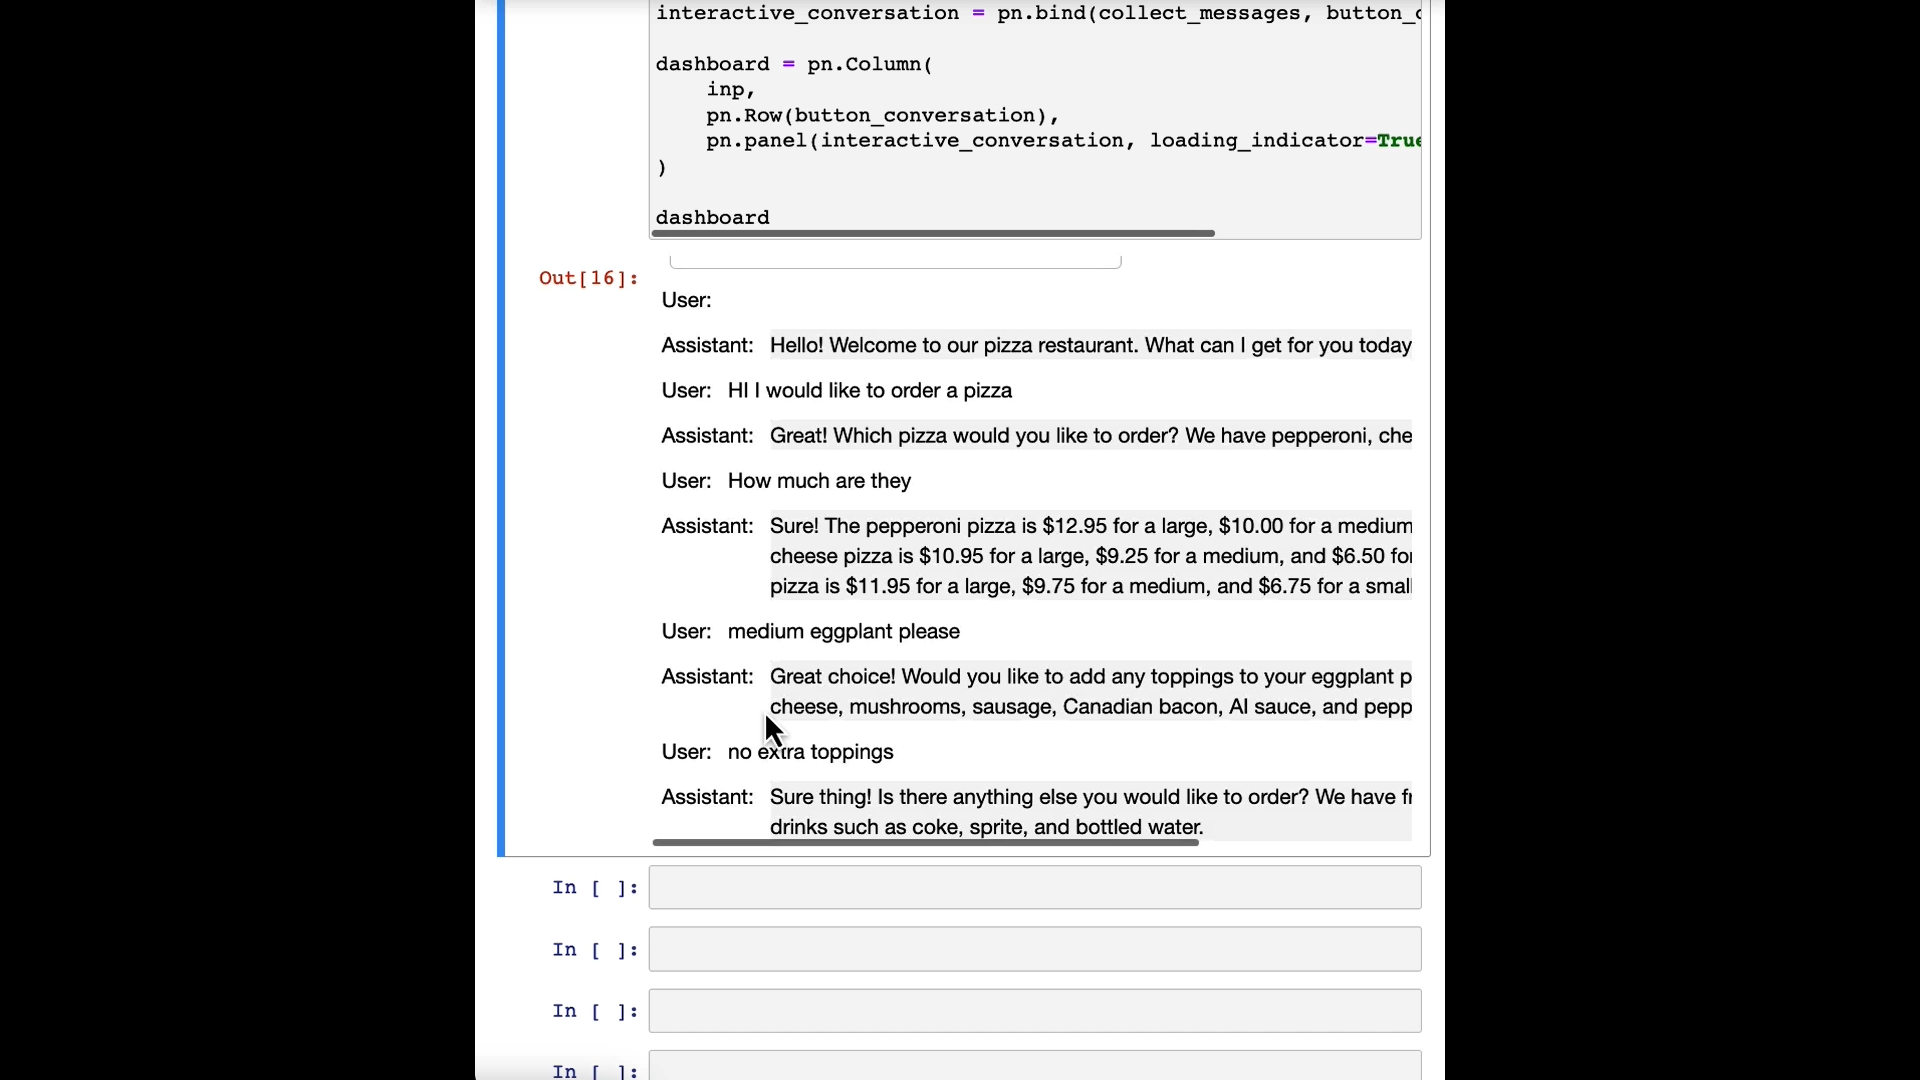 interactive_conversation = pn.bind(collect_messages, button_c
dashboard = pn.Column(
    inp,
    pn.Row(button_conversation),
    pn.panel(interactive_conversation, loading_indicator=True
)
dashboard
Out[16]:
User:
Assistant: Hello! Welcome to our pizza restaurant. What can I get for you today
User: HI I would like to order a pizza
Assistant: Great! Which pizza would you like to order? We have pepperoni, che
User: How much are they
Assistant: Sure! The pepperoni pizza is $12.95 for a large, $10.00 for a medium
cheese pizza is $10.95 for a large, $9.25 for a medium, and $6.50 for
pizza is $11.95 for a large, $9.75 for a medium, and $6.75 for a small
User: medium eggplant please
Assistant: Great choice! Would you like to add any toppings to your eggplant p
cheese, mushrooms, sausage, Canadian bacon, AI sauce, and pepp
User: no extra toppings
Assistant: Sure thing! Is there anything else you would like to order? We have fr
drinks such as coke, sprite, and bottled water.
In [ ]:
In [ ]:
In [ ]:
In [ ]: